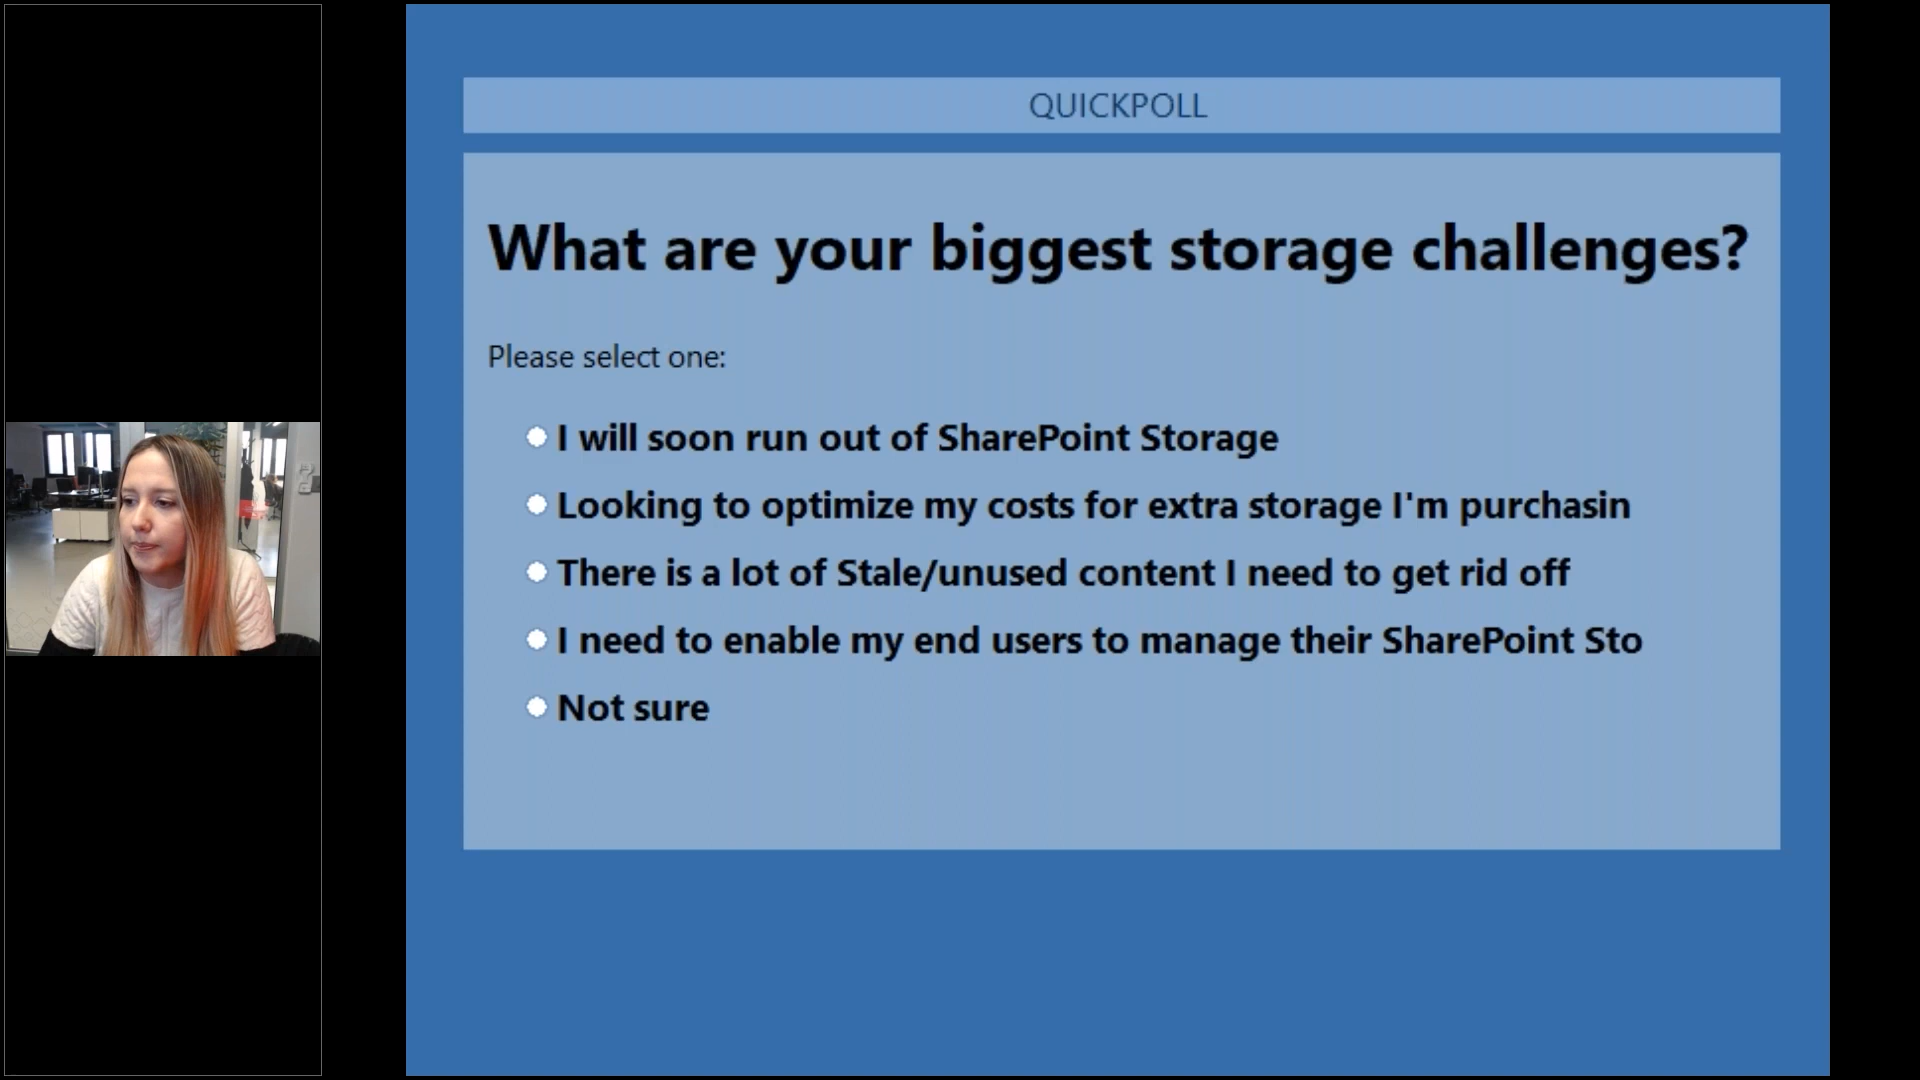 QUICKPOLL
What are your biggest storage challenges?
Please select one:
I will soon run out of SharePoint Storage
Looking to optimize my costs for extra storage I'm purchasin
There is a lot of Stale/unused content I need to get rid off
I need to enable my end users to manage their SharePoint Sto
Not sure